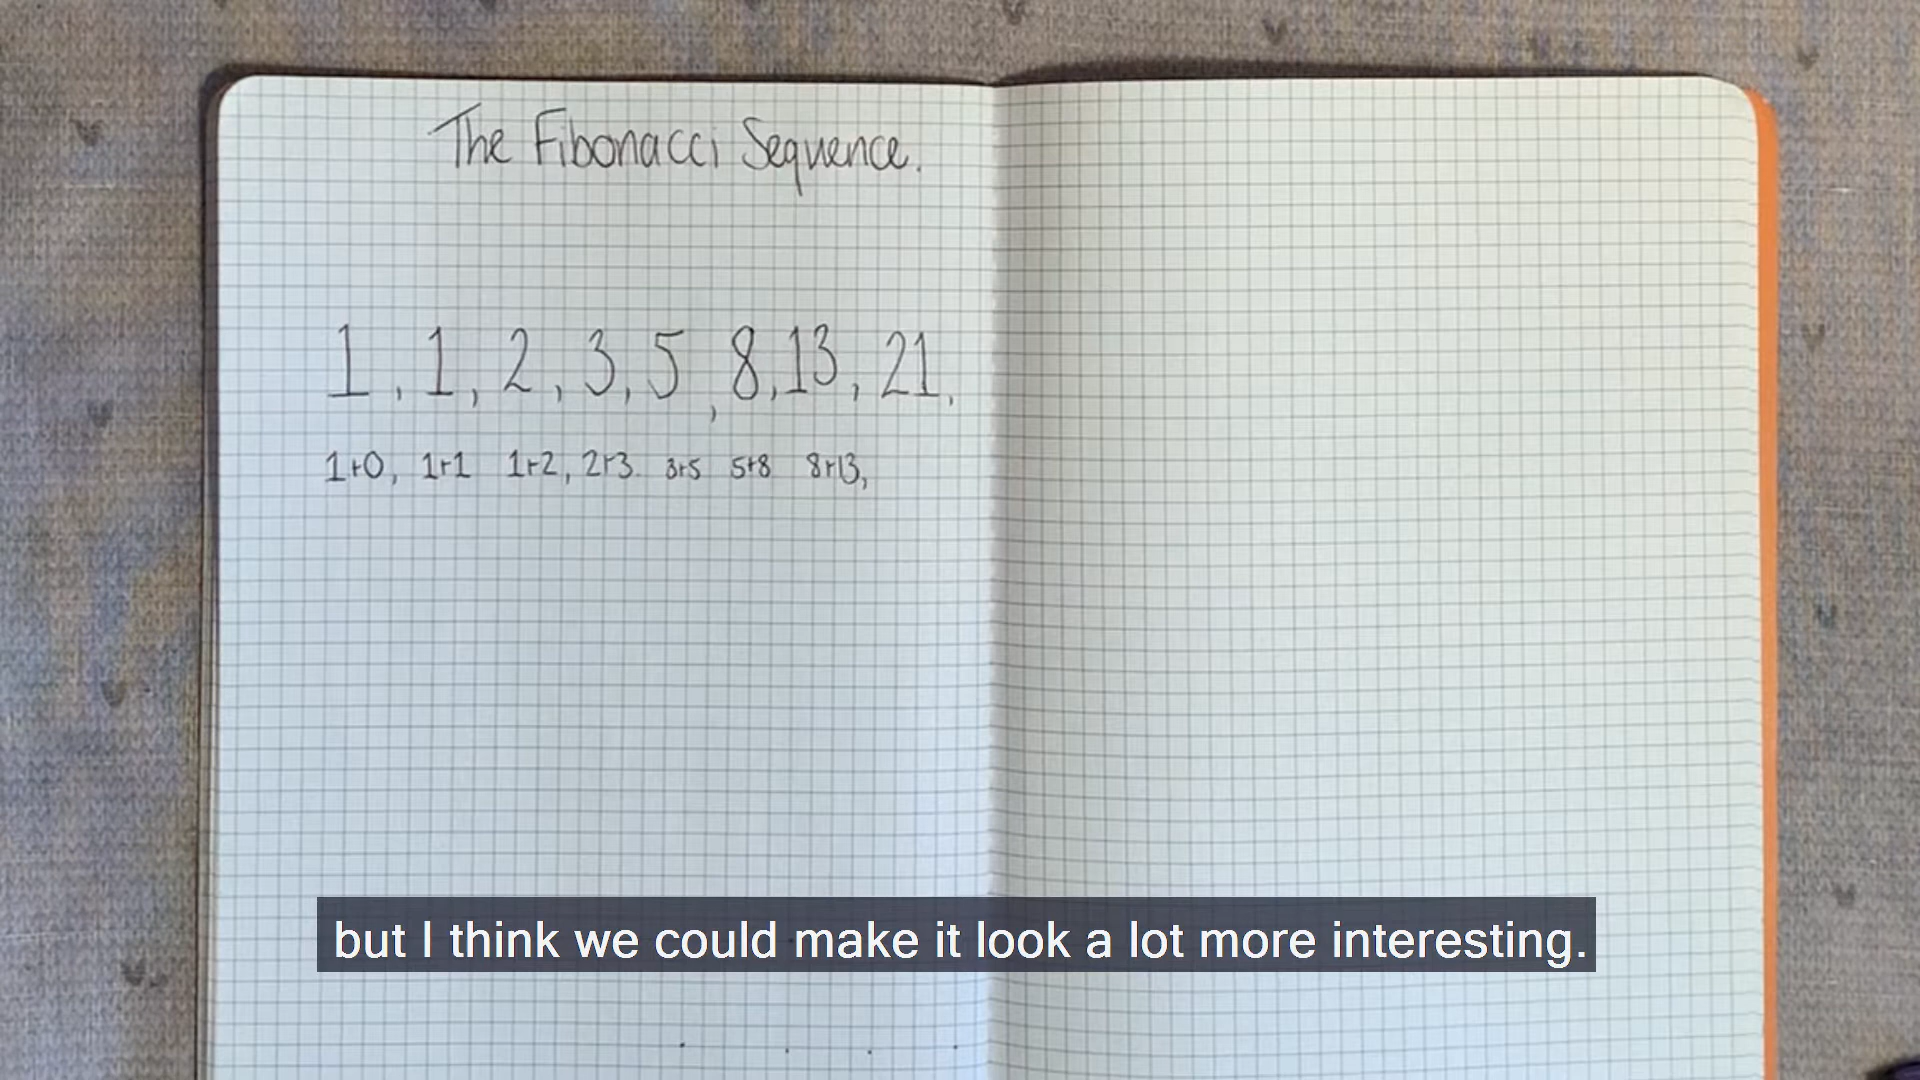 The Fibonacci Sequence.
1, 1, 2, 3, 5, 8, 13, 21,
1+0, 1+1 1+2, 2+3. 3+5 5+8 8+13,
but I think we could make it look a lot more interesting.